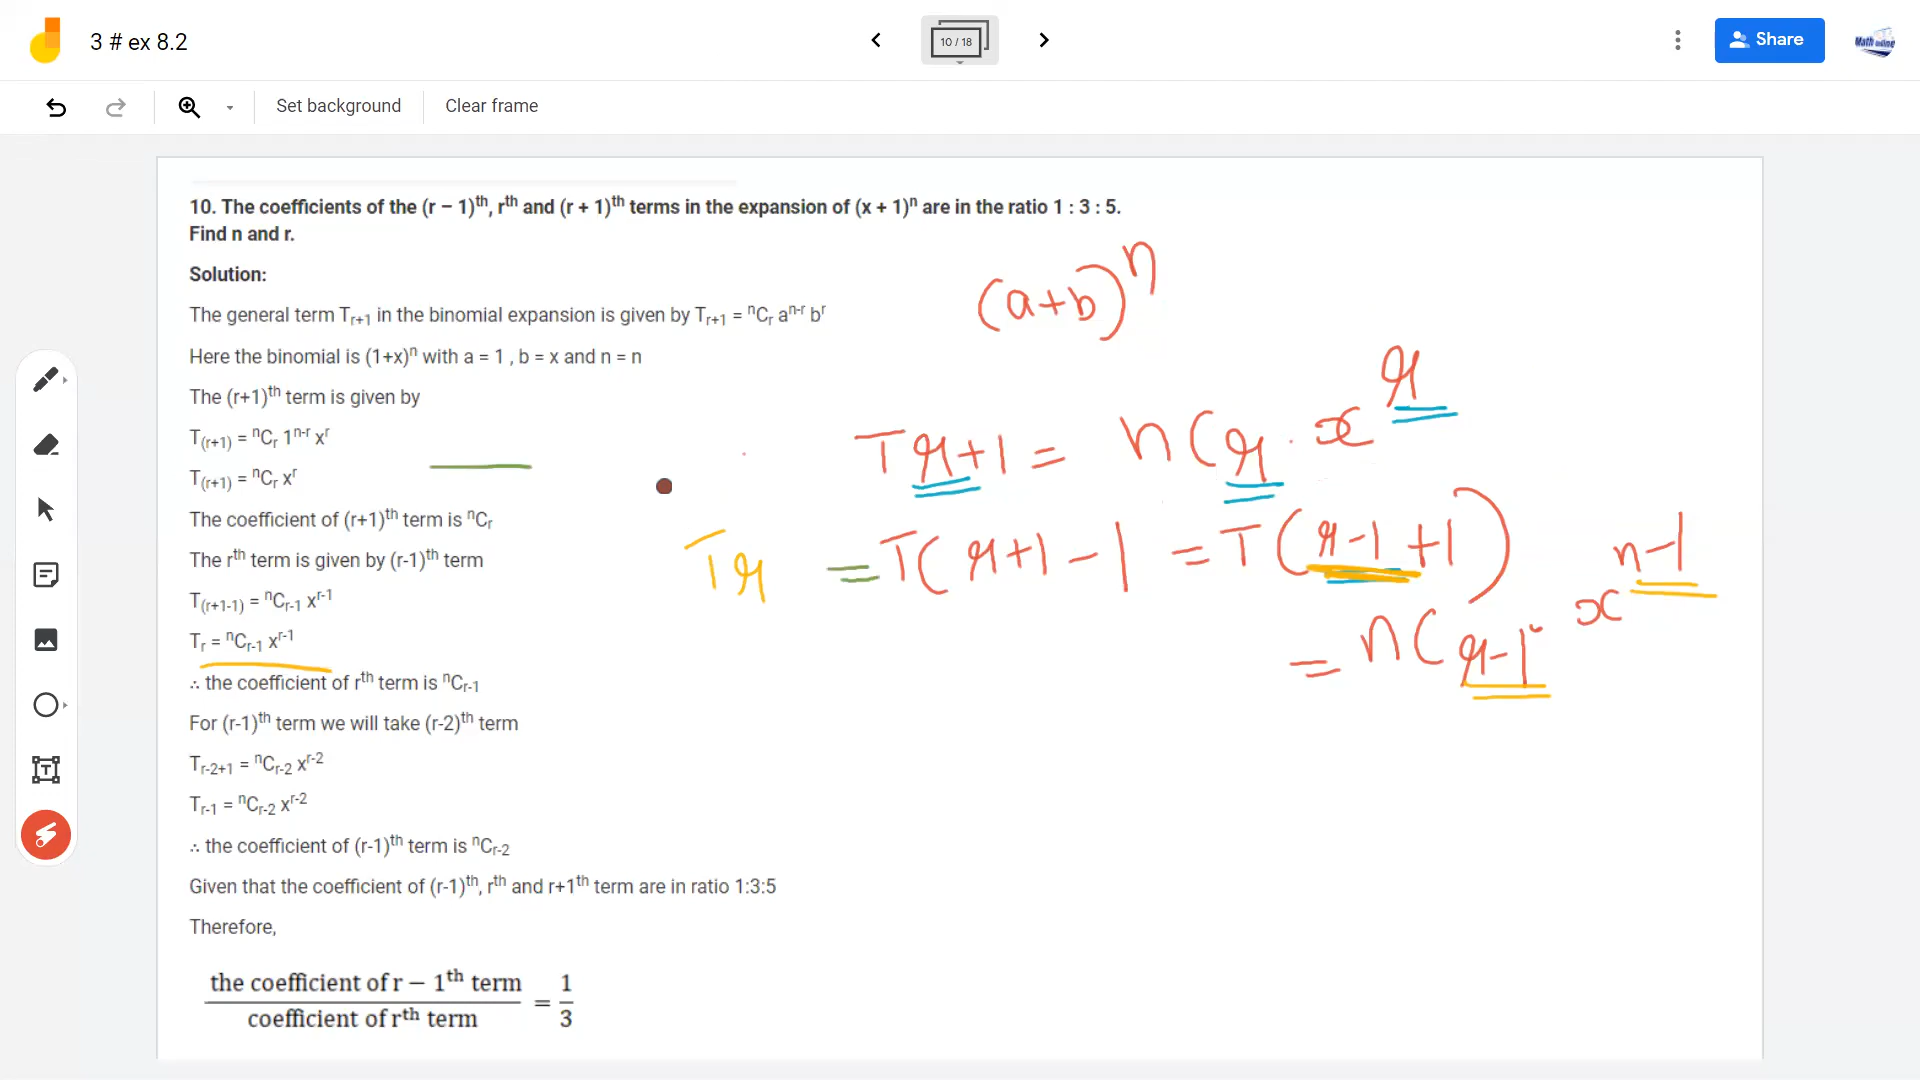 3 # ex 8.2
10 / 18
Share
Math online
Set background
Clear frame
10. The coefficients of the (r – 1)th, rth and (r + 1)th terms in the expansion of (x + 1)n are in the ratio 1 : 3 : 5.
Find n and r.
Solution:
The general term Tr+1 in the binomial expansion is given by Tr+1 = nCr an-r br
Here the binomial is (1+x)n with a = 1 , b = x and n = n
The (r+1)th term is given by
T(r+1) = nCr 1n-r xr
T(r+1) = nCr xr
The coefficient of (r+1)th term is nCr
The rth term is given by (r-1)th term
T(r+1-1) = nCr-1 xr-1
Tr = nCr-1 xr-1
∴ the coefficient of rth term is nCr-1
For (r-1)th term we will take (r-2)th term
Tr-2+1 = nCr-2 xr-2
Tr-1 = nCr-2 xr-2
∴ the coefficient of (r-1)th term is nCr-2
Given that the coefficient of (r-1)th, rth and r+1th term are in ratio 1:3:5
Therefore,
the coefficient of r – 1th term / coefficient of rth term = 1/3
(a+b)n
Tr+1 = nCr . xr
Tr = T(r+1-1 = T(r-1+1)
= nCr-1 . xn-1